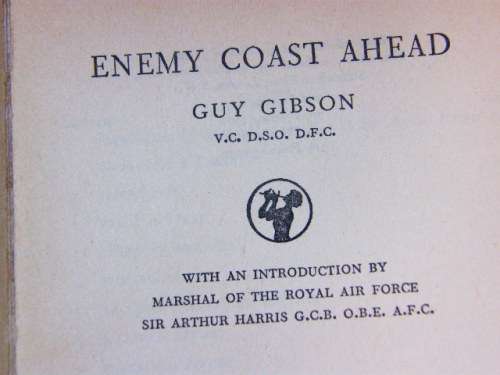 ENEMY COAST AHEAD
GUY GIBSON
V.C. D.S.O. D.F.C.
WITH AN INTRODUCTION BY
MARSHAL OF THE ROYAL AIR FORCE
SIR ARTHUR HARRIS G.C.B. O.B.E. A.F.C.